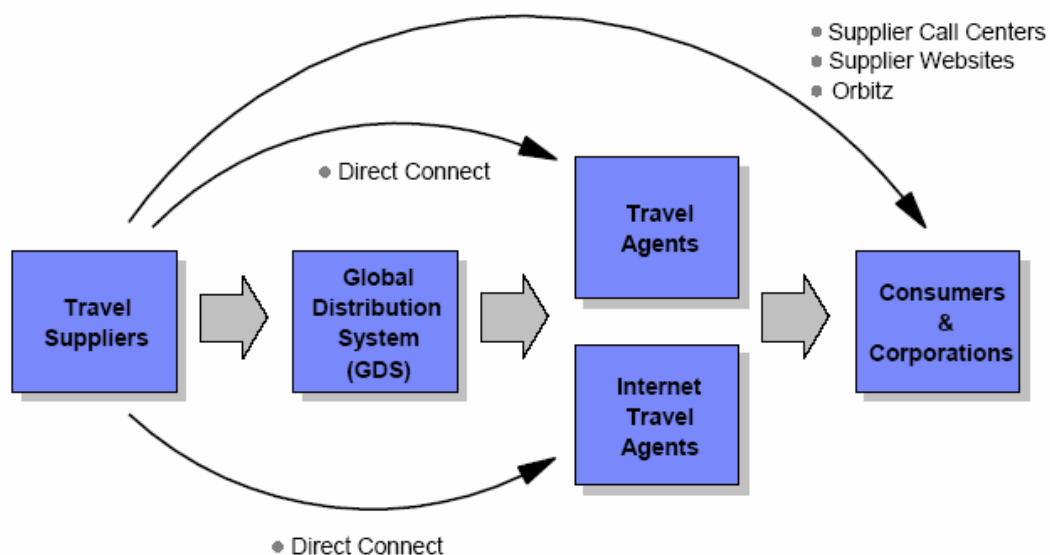 ● Supplier Call Centers
● Supplier Websites
● Orbitz
● Direct Connect
Travel
Suppliers
Global
Distribution
System
(GDS)
Travel
Agents
Internet
Travel
Agents
Consumers
&
Corporations
● Direct Connect